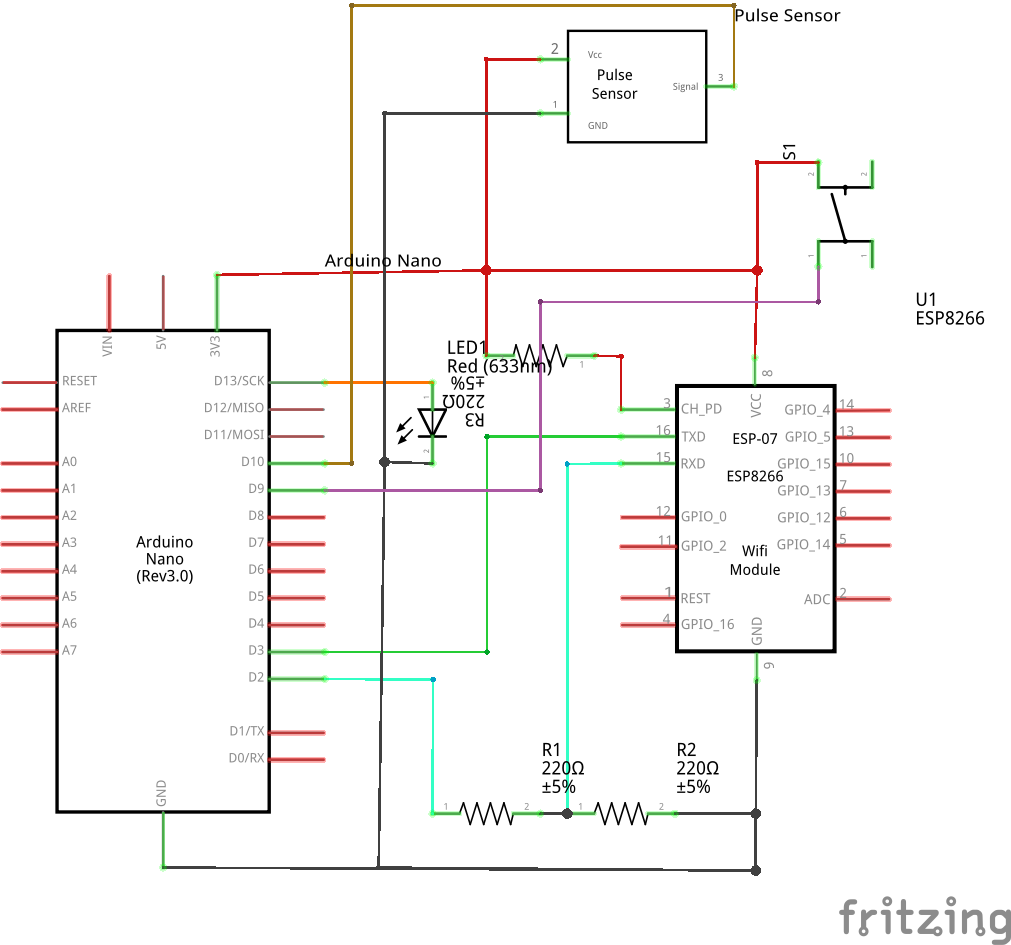 Pulse Sensor
2
Vcc
Pulse
Sensor
Signal
3
1
GND
S1
2
2
1
1
Arduino Nano
VIN
5V
3V3
U1
ESP8266
LED1
Red (633nm)
1
R3
220Ω
±5%
1
2
RESET
AREF
A0
A1
A2
A3
A4
A5
A6
A7
D13/SCK
D12/MISO
D11/MOSI
D10
D9
D8
D7
D6
D5
D4
D3
D2
D1/TX
D0/RX
Arduino
Nano
(Rev3.0)
GND
8
VCC
3
CH_PD
16
TXD
15
RXD
12
GPIO_0
11
GPIO_2
1
REST
4
GPIO_16
ESP-07
ESP8266
Wifi
Module
GPIO_4
14
GPIO_5
13
GPIO_15
10
GPIO_13
7
GPIO_12
6
GPIO_14
5
ADC
2
GND
9
R1
220Ω
±5%
1
2
R2
220Ω
±5%
1
2
fritzing